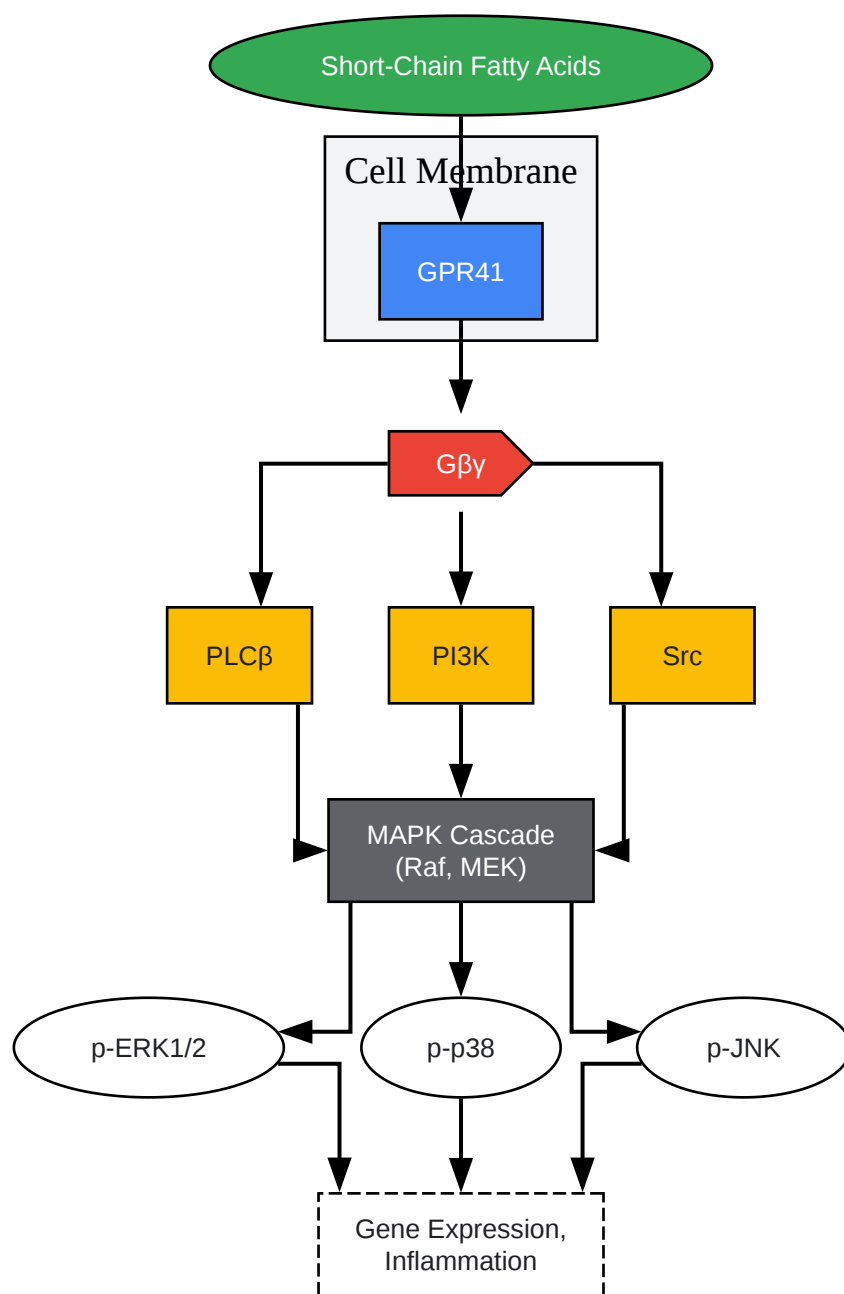 Short-Chain Fatty Acids
Cell Membrane
GPR41
Gβγ
PLCβ
PI3K
Src
MAPK Cascade
(Raf, MEK)
p-ERK1/2
p-p38
p-JNK
Gene Expression,
Inflammation